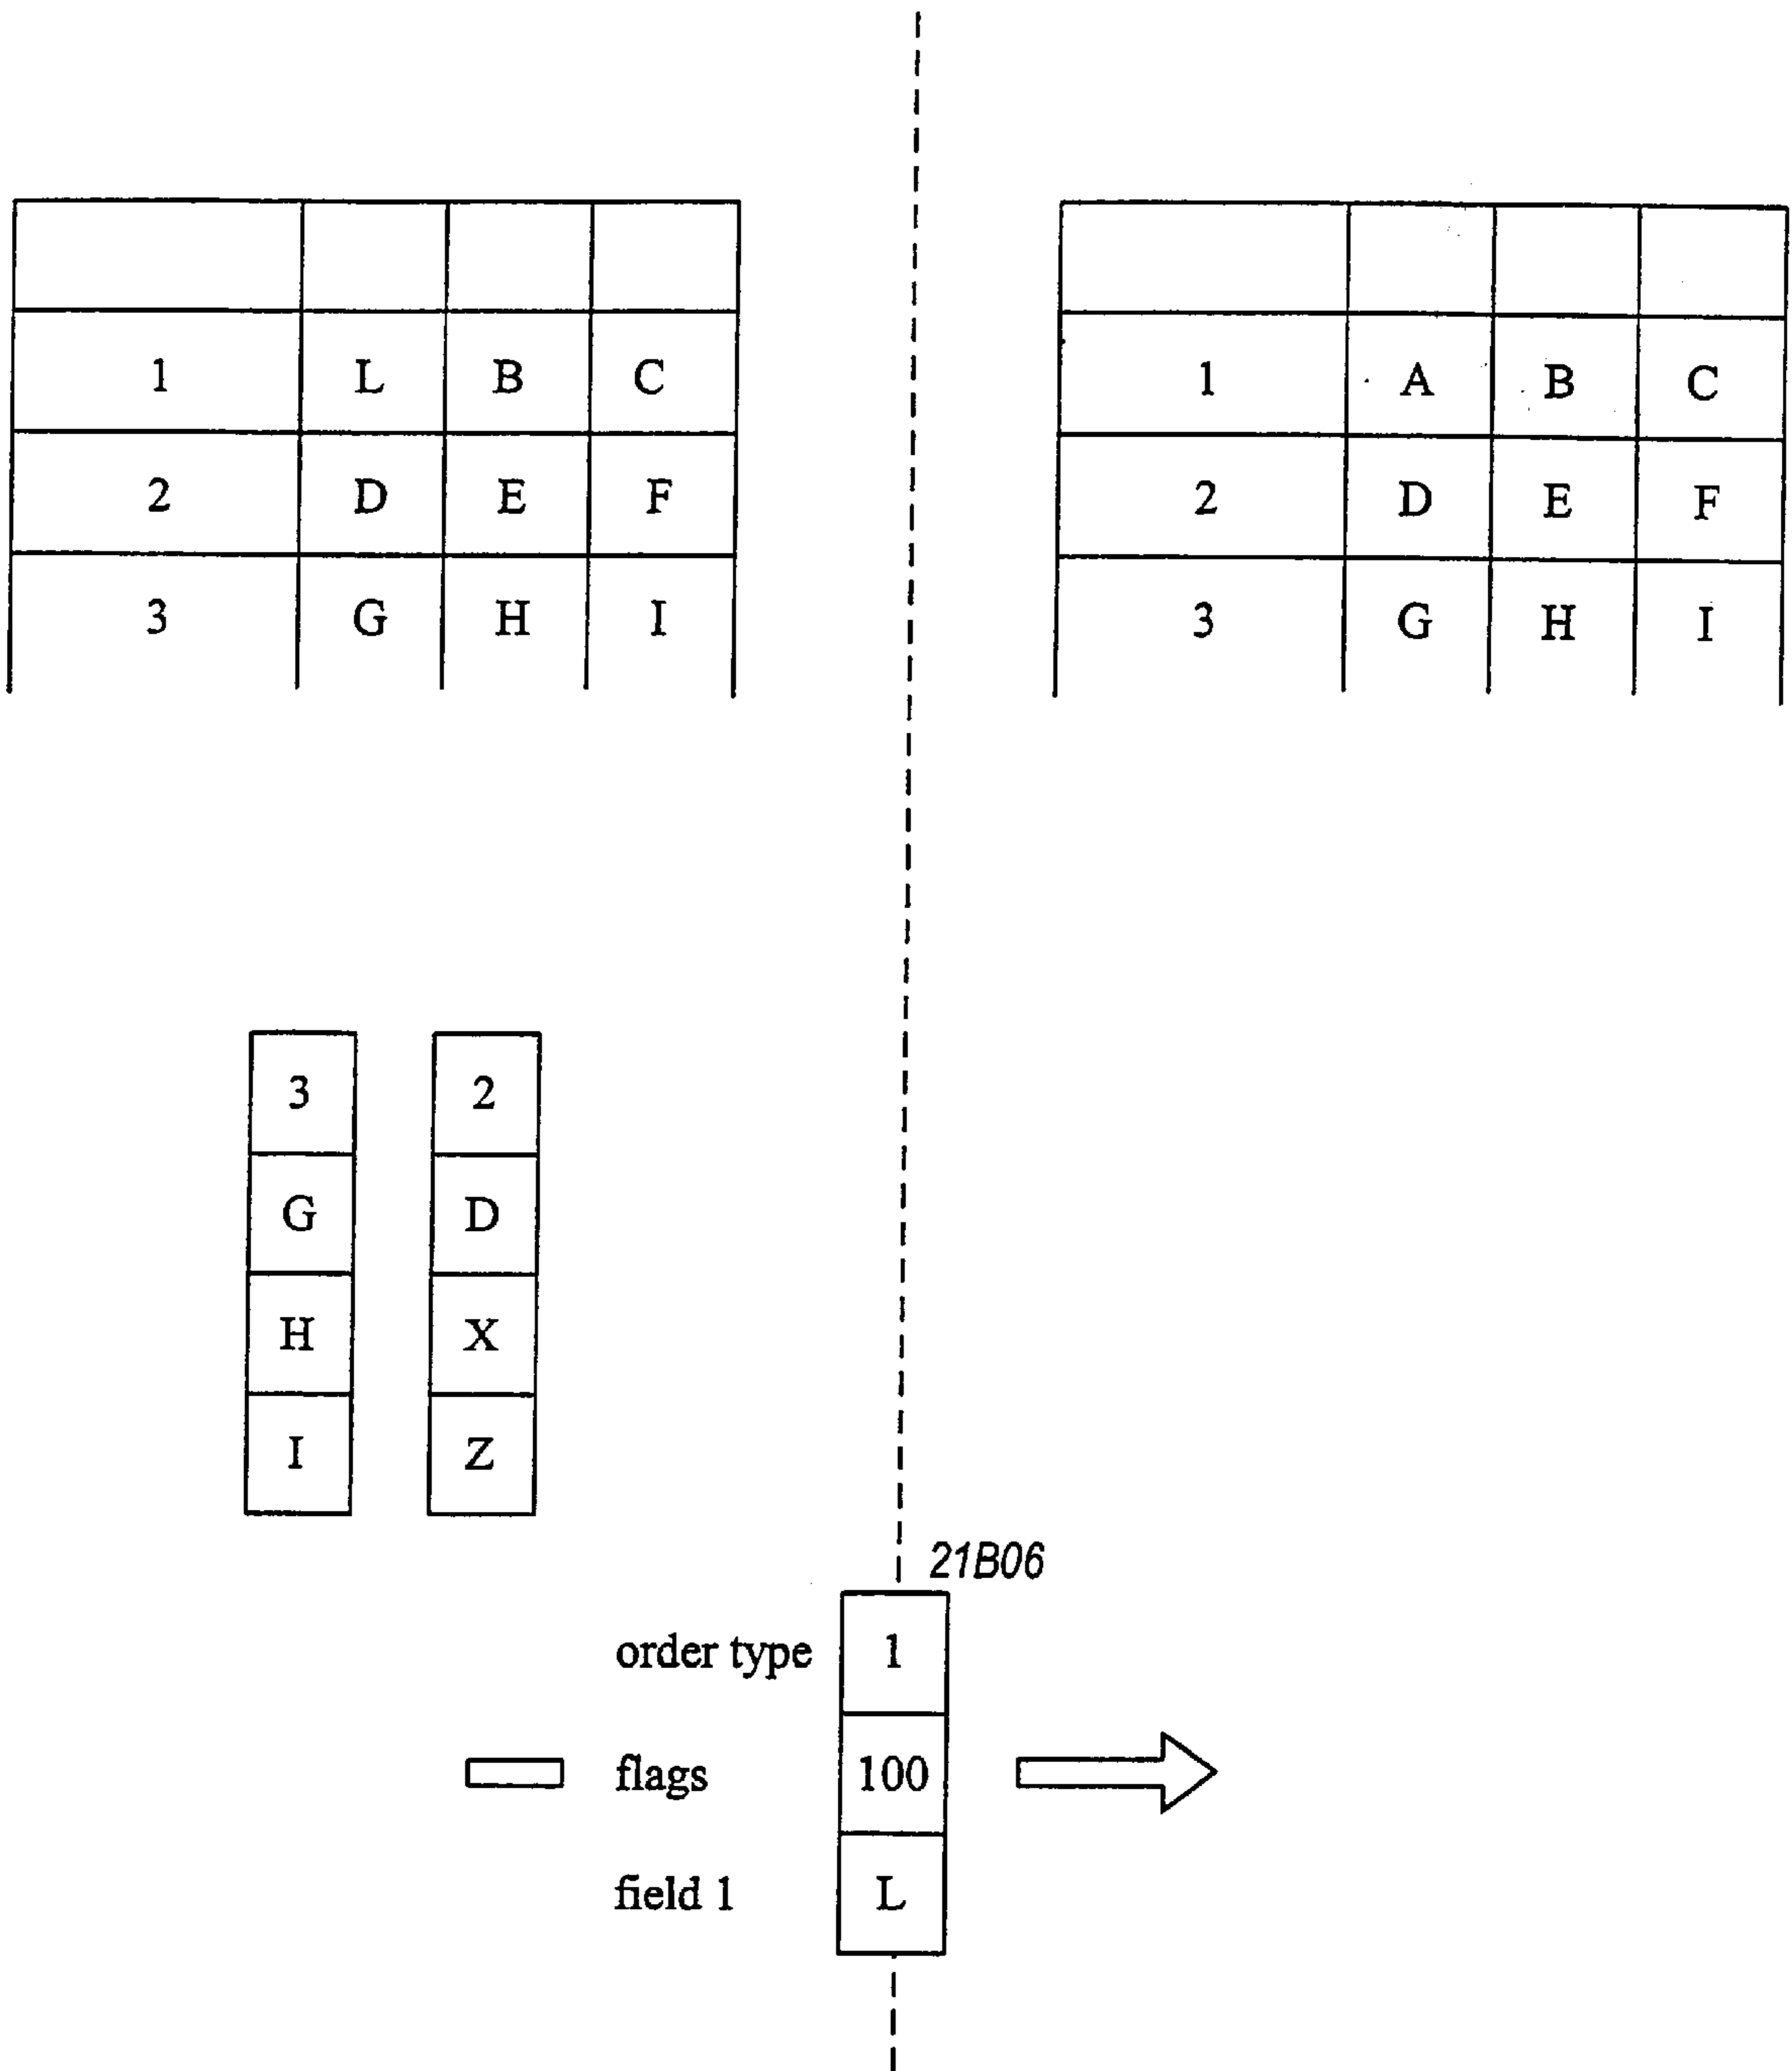 1 L B C
2 D E F
3 G H I
1 A B C
2 D E F
3 G H I
3
G
H
I
2
D
X
Z
21B06
order type 1
flags 100
field 1 L